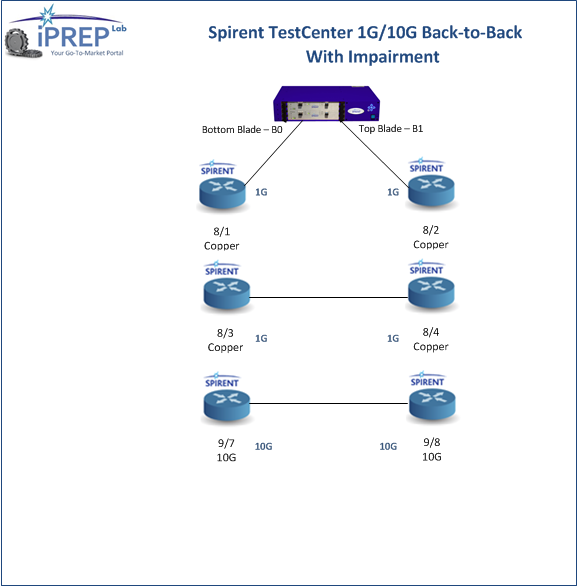 iPREP Lab
Your Go-To-Market Portal
Spirent TestCenter 1G/10G Back-to-Back
With Impairment
Bottom Blade – B0
Top Blade – B1
SPIRENT
SPIRENT
1G
1G
8/1
Copper
8/2
Copper
SPIRENT
SPIRENT
8/3
Copper
1G
1G
8/4
Copper
SPIRENT
SPIRENT
9/7
10G
10G
10G
9/8
10G